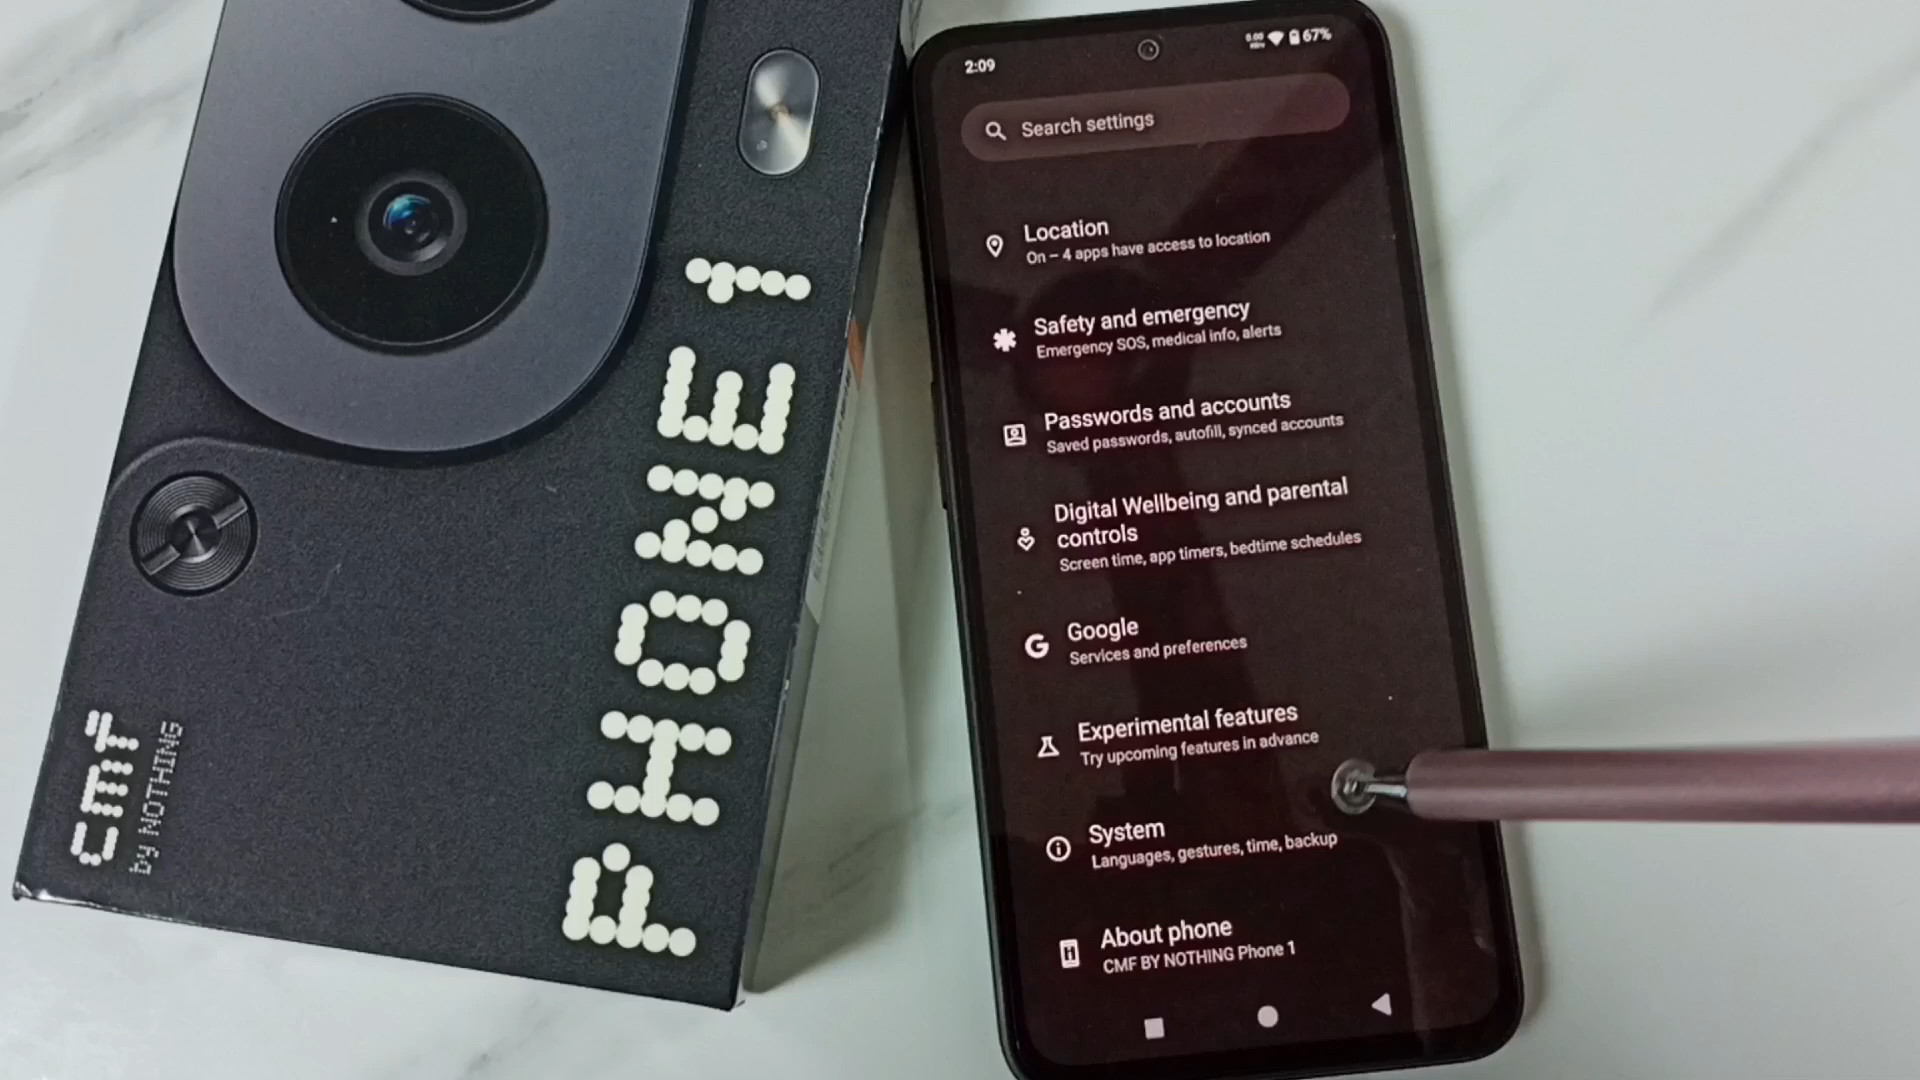 PHONE 1
CMF
by NOTHING
2:09
67%
Search settings
Location
On – 4 apps have access to location
Safety and emergency
Emergency SOS, medical info, alerts
Passwords and accounts
Saved passwords, autofill, synced accounts
Digital Wellbeing and parental
controls
Screen time, app timers, bedtime schedules
Google
Services and preferences
Experimental features
Try upcoming features in advance
System
Languages, gestures, time, backup
About phone
CMF BY NOTHING Phone 1